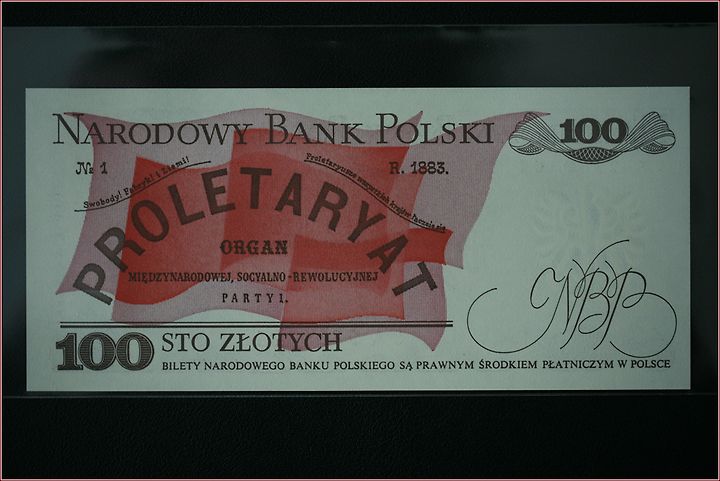 NARODOWY BANK POLSKI
100
№ 1
R. 1883.
Swobody! Fabryk! i Ziemi!
Proletaryusze wszystkich krajów łączcie się
PROLETARYAT
ORGAN
MIĘDZYNARODOWEJ, SOCYALNO-REWOLUCYJNEJ
PARTYI.
NBP
100 STO ZŁOTYCH
BILETY NARODOWEGO BANKU POLSKIEGO SĄ PRAWNYM ŚRODKIEM PŁATNICZYM W POLSCE